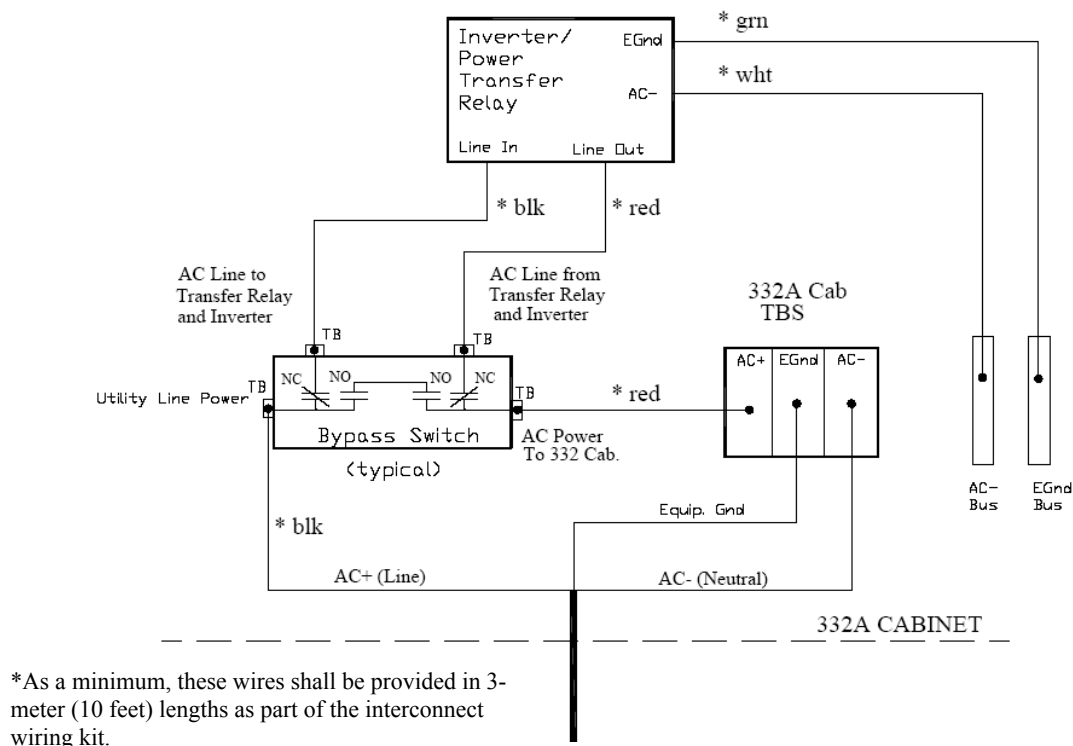 * grn
Inverter/
Power
Transfer
Relay
EGnd
* wht
AC-
Line In
Line Out
* blk
* red
AC Line to
Transfer Relay
and Inverter
AC Line from
Transfer Relay
and Inverter
332A Cab
TBS
TB
TB
AC+
EGnd
AC-
NC
NO
NO
NC
TB
TB
Utility Line Power
* red
Bypass Switch
(typical)
AC Power
To 332 Cab.
AC-
Bus
EGnd
Bus
Equip. Gnd
* blk
AC+ (Line)
AC- (Neutral)
332A CABINET
*As a minimum, these wires shall be provided in 3-
meter (10 feet) lengths as part of the interconnect
wiring kit.